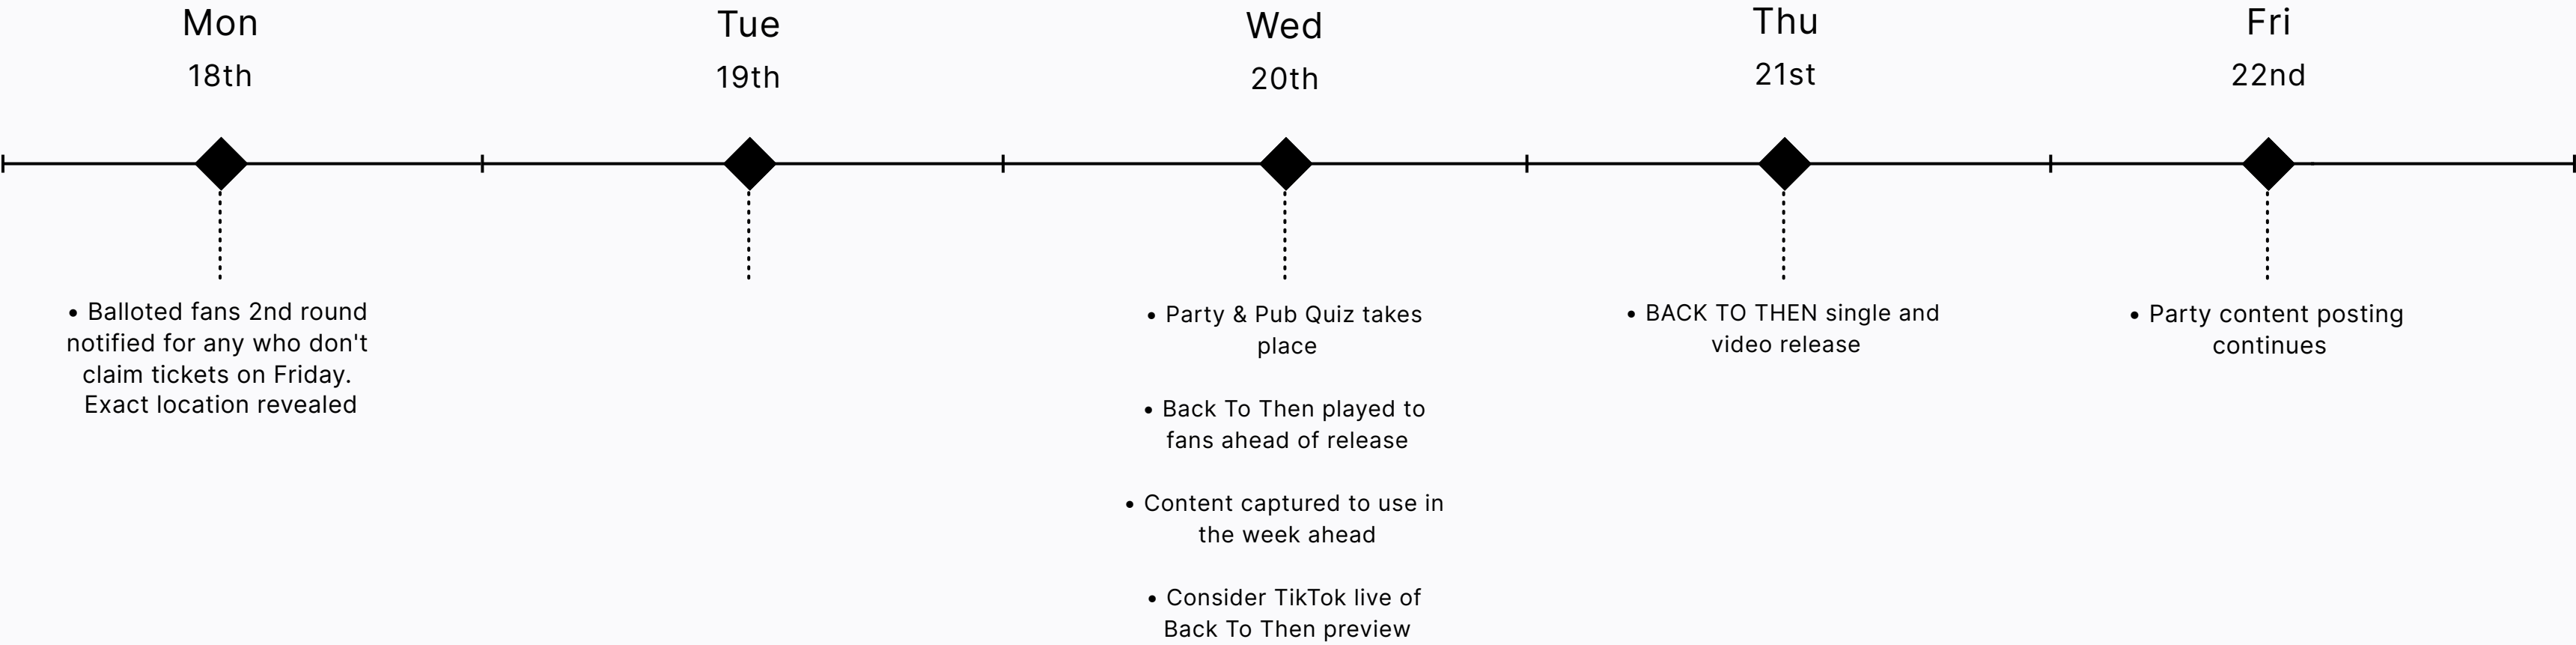 Mon
18th
Tue
19th
Wed
20th
Thu
21st
Fri
22nd
• Balloted fans 2nd round
notified for any who don't
claim tickets on Friday.
Exact location revealed
• Party & Pub Quiz takes
place
• Back To Then played to
fans ahead of release
• Content captured to use in
the week ahead
• Consider TikTok live of
Back To Then preview
• BACK TO THEN single and
video release
• Party content posting
continues